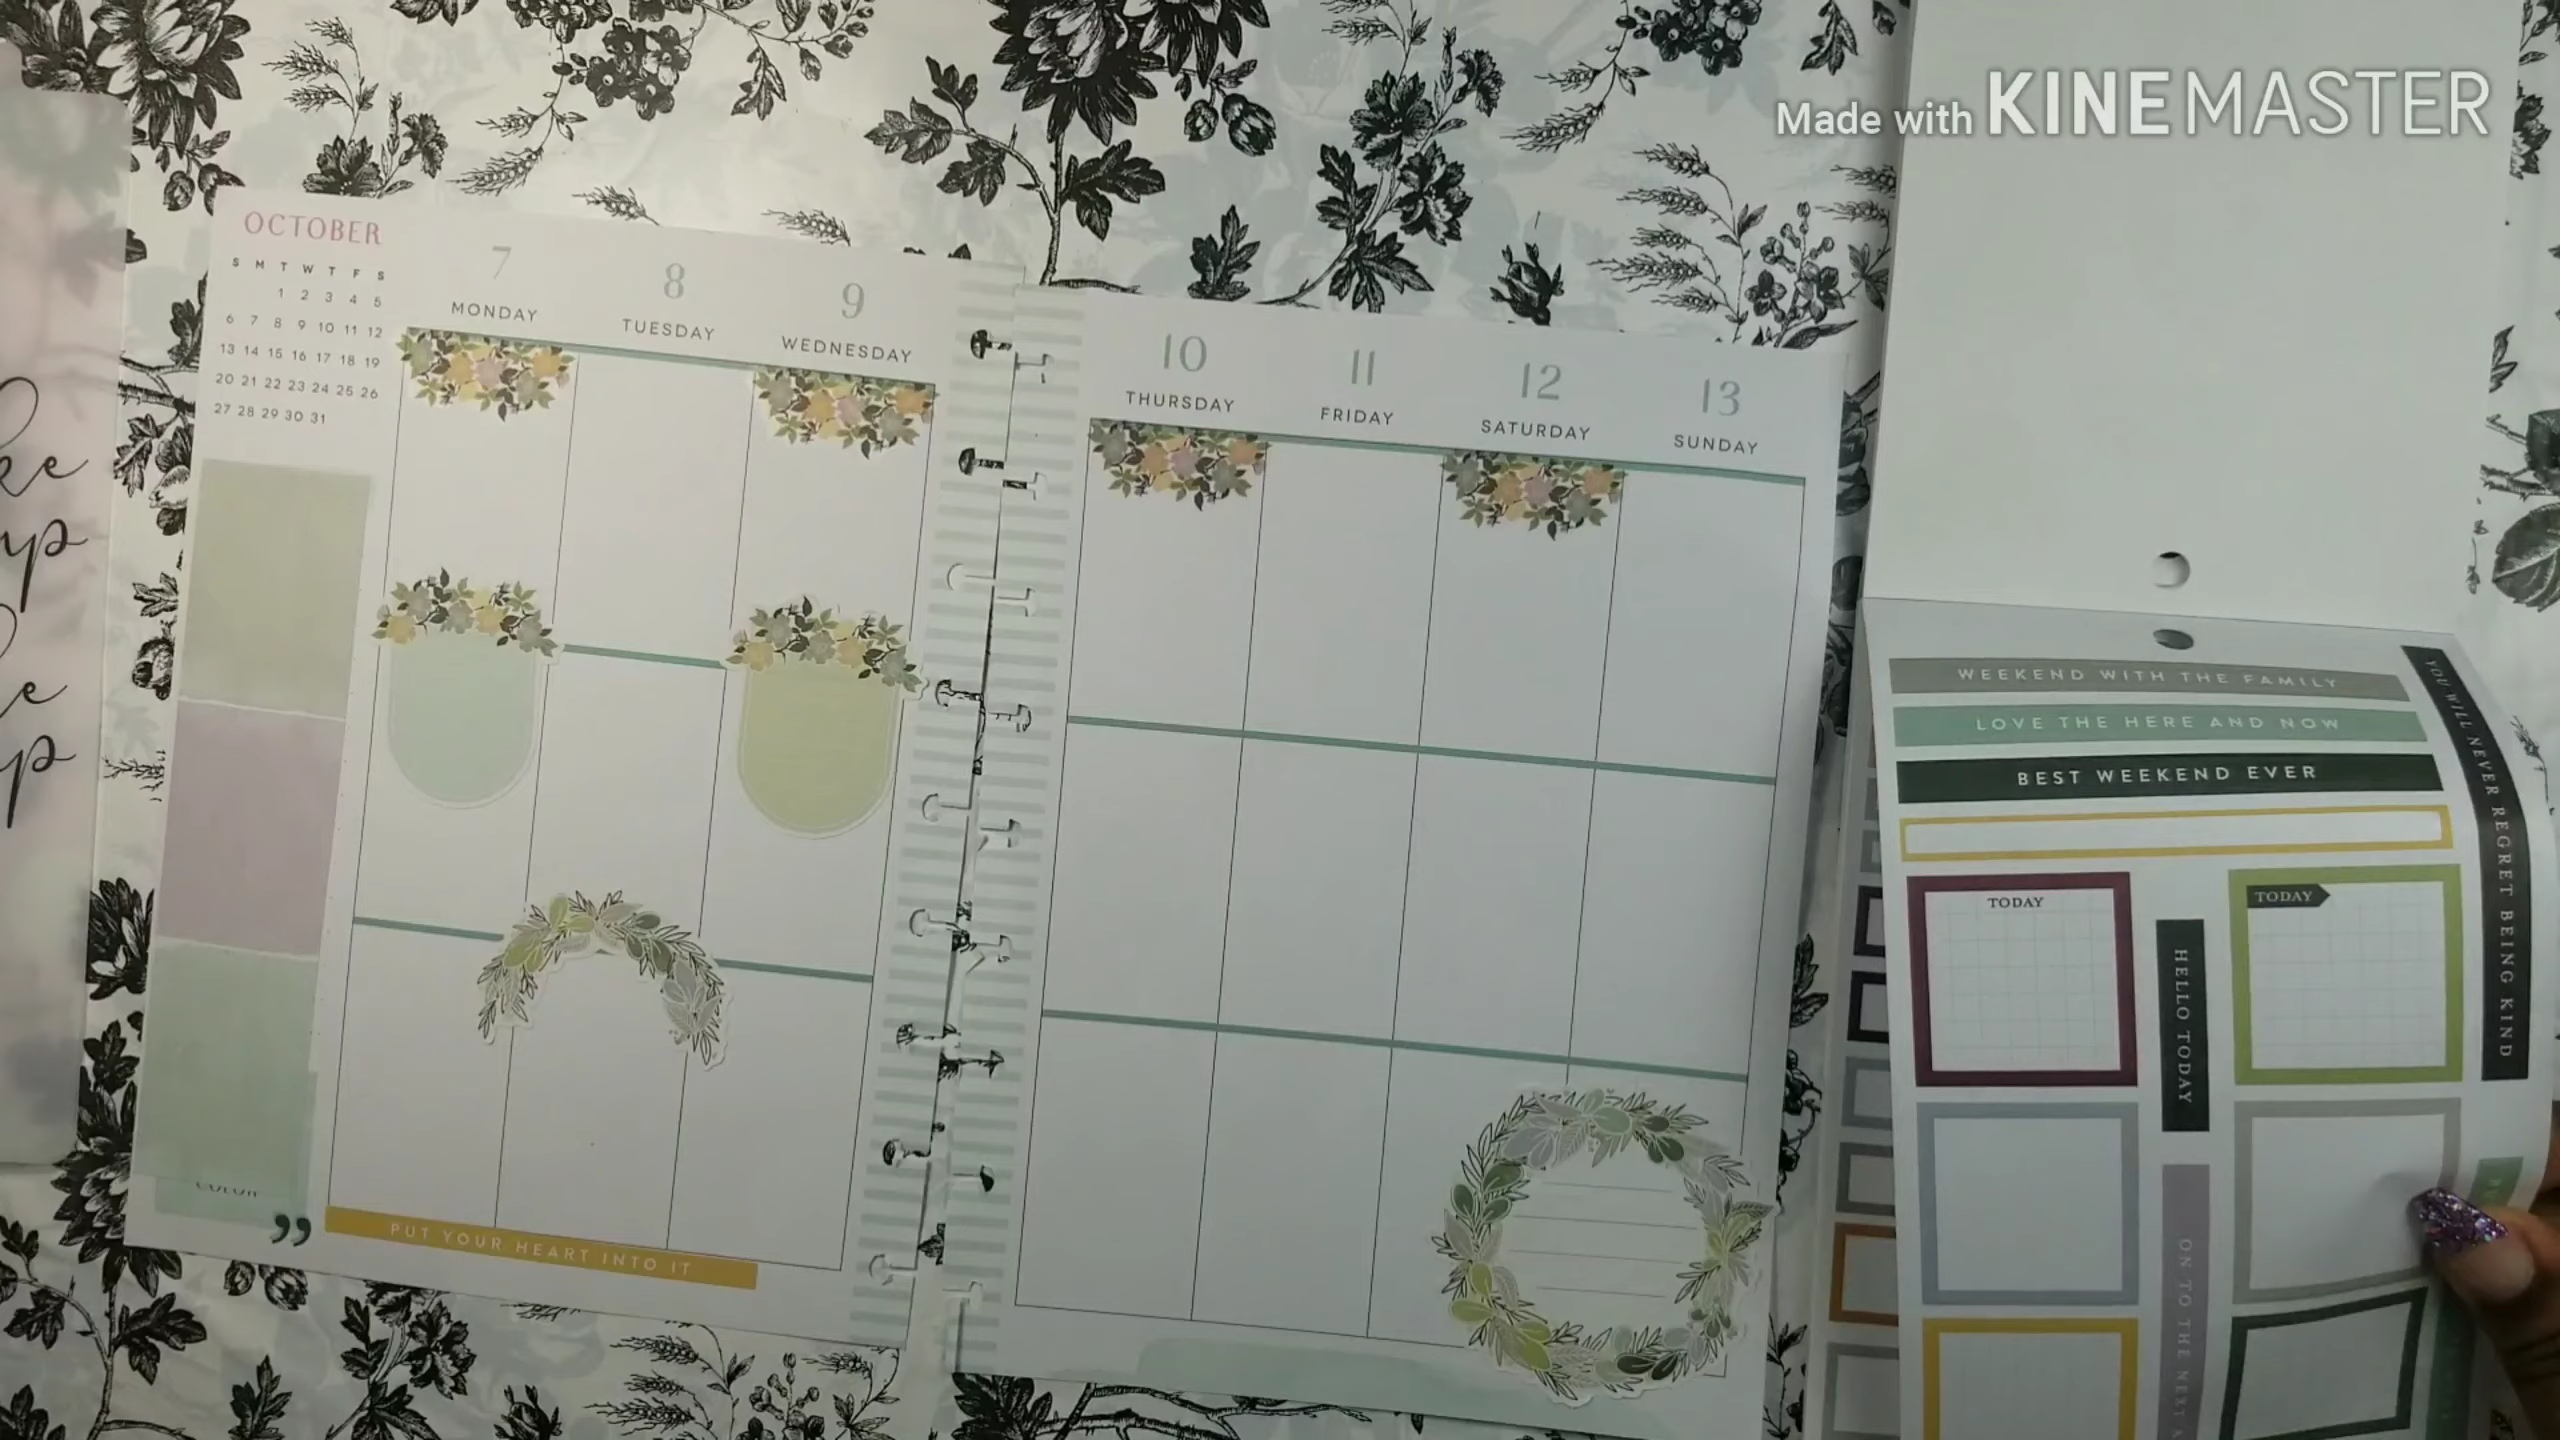 Made with KINEMASTER
OCTOBER
S M T W T F S
1 2 3 4 5
6 7 8 9 10 11 12
13 14 15 16 17 18 19
20 21 22 23 24 25 26
27 28 29 30 31
7
MONDAY
8
TUESDAY
9
WEDNESDAY
10
THURSDAY
11
FRIDAY
12
SATURDAY
13
SUNDAY
up
up
”
PUT YOUR HEART INTO IT
WEEKEND WITH THE FAMILY
LOVE THE HERE AND NOW
BEST WEEKEND EVER
YOU WILL NEVER REGRET BEING KIND
TODAY
TODAY
HELLO TODAY
ON TO THE NEXT